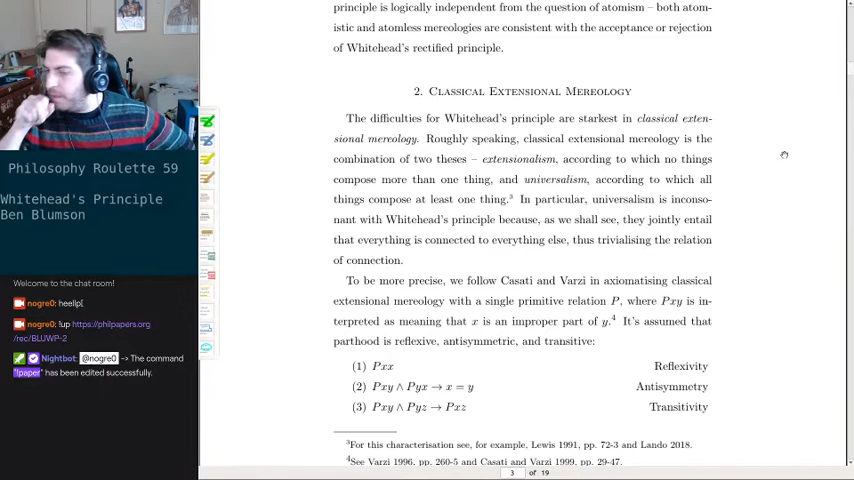 principle is logically independent from the question of atomism – both atom-
istic and atomless mereologies are consistent with the acceptance or rejection
of Whitehead's rectified principle.
2. Classical Extensional Mereology
The difficulties for Whitehead's principle are starkest in classical exten-
sional mereology. Roughly speaking, classical extensional mereology is the
combination of two theses – extensionalism, according to which no things
compose more than one thing, and universalism, according to which all
things compose at least one thing.³ In particular, universalism is inconso-
nant with Whitehead's principle because, as we shall see, they jointly entail
that everything is connected to everything else, thus trivialising the relation
of connection.
To be more precise, we follow Casati and Varzi in axiomatising classical
extensional mereology with a single primitive relation P, where Pxy is in-
terpreted as meaning that x is an improper part of y.⁴ It's assumed that
parthood is reflexive, antisymmetric, and transitive:
(1) Pxx Reflexivity
(2) Pxy ∧ Pyx → x = y Antisymmetry
(3) Pxy ∧ Pyz → Pxz Transitivity
³For this characterisation see, for example, Lewis 1991, pp. 72-3 and Lando 2018.
⁴See Varzi 1996, pp. 260-5 and Casati and Varzi 1999, pp. 29-47.
3 of 19
Philosophy Roulette 59
Whitehead's Principle
Ben Blumson
Welcome to the chat room!
nogre0: heellp[
nogre0: !up https://philpapers.org
/rec/BLUWP-2
Nightbot: @nogre0 -> The command
"!paper" has been edited successfully.